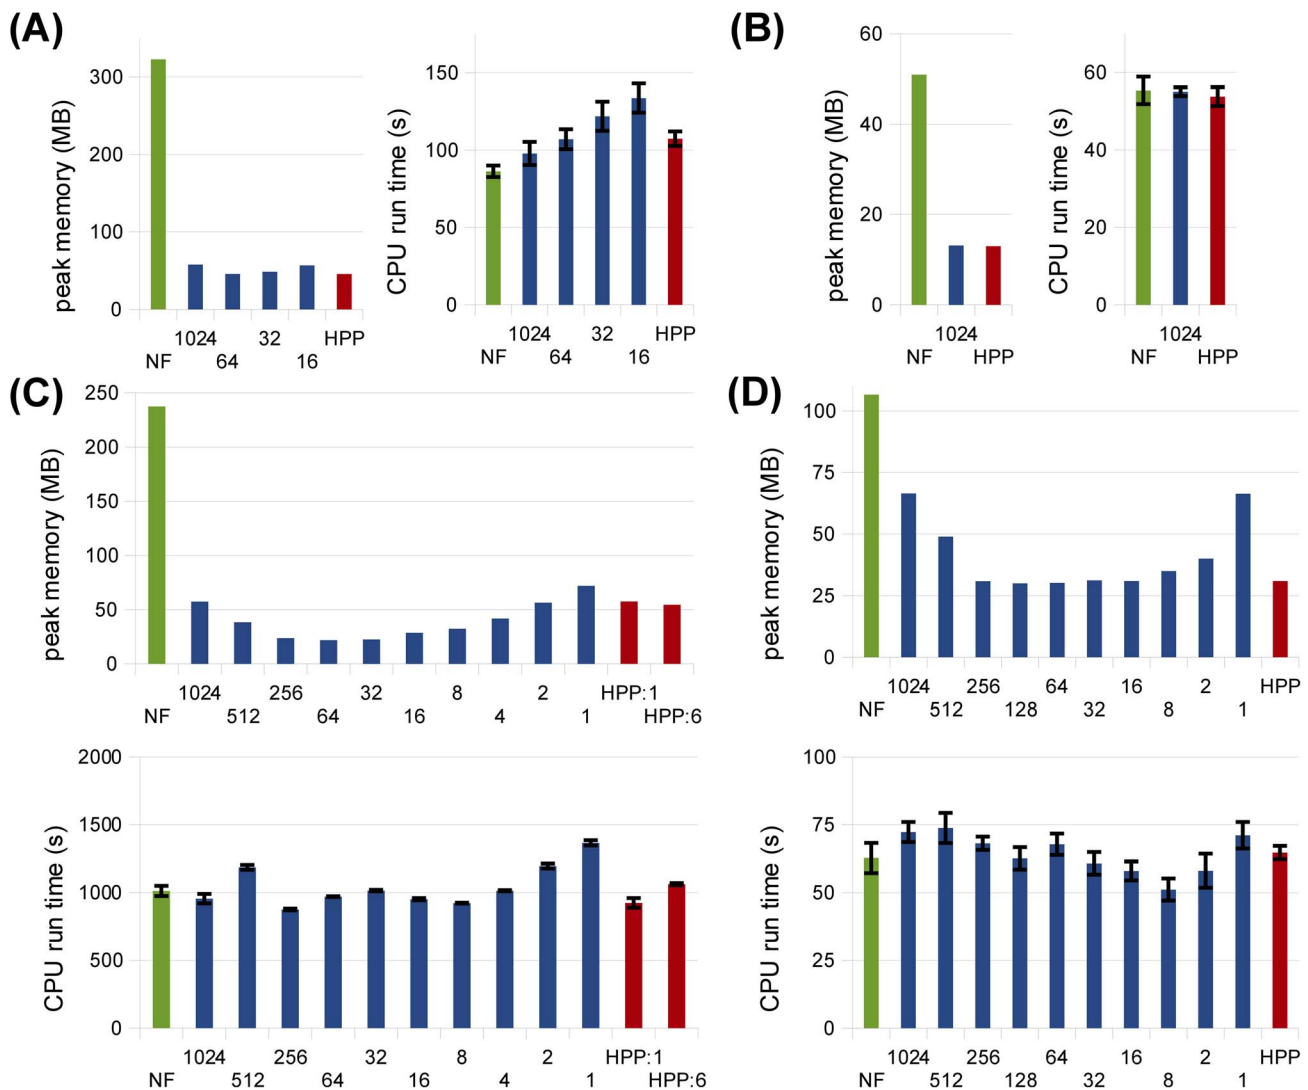 (A)
peak memory (MB)
300
200
100
0
1024
32
HPP
NF
64
16
CPU run time (s)
150
100
50
0
1024
32
HPP
NF
64
16
(B)
peak memory (MB)
60
40
20
0
1024
NF
HPP
CPU run time (s)
60
40
20
0
1024
NF
HPP
(C)
peak memory (MB)
250
200
150
100
50
0
1024
256
32
8
2
HPP:1
NF
512
64
16
4
1
HPP:6
CPU run time (s)
2000
1500
1000
500
0
1024
256
32
8
2
HPP:1
NF
512
64
16
4
1
HPP:6
(D)
peak memory (MB)
100
75
50
25
0
1024
256
64
16
2
HPP
NF
512
128
32
8
1
CPU run time (s)
100
75
50
25
0
1024
256
64
16
2
HPP
NF
512
128
32
8
1